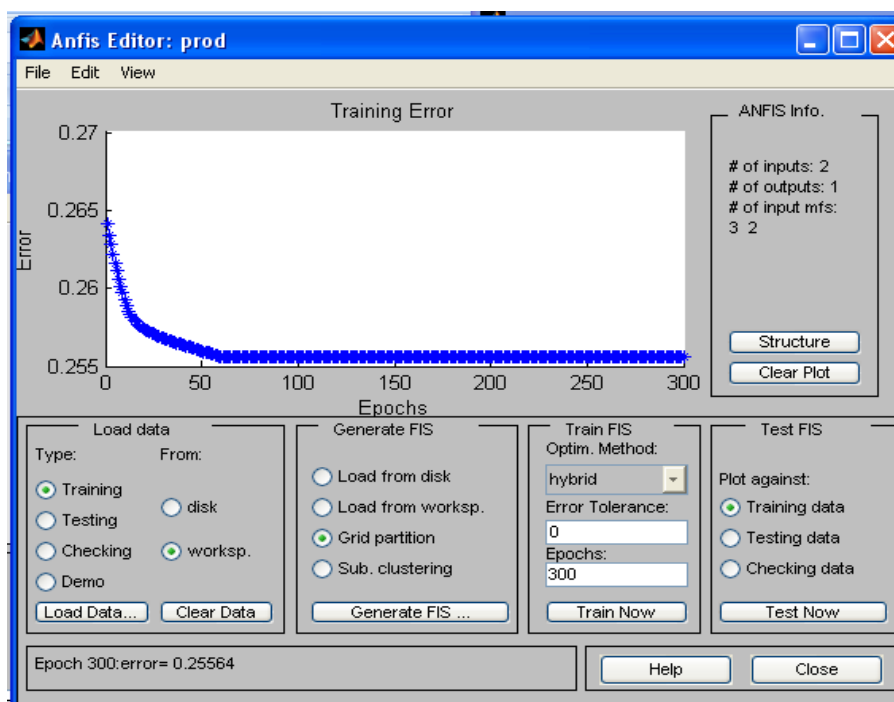 Anfis Editor: prod
File Edit View
Training Error
0.27
0.265
0.26
0.255
Error
0 50 100 150 200 250 300
Epochs
ANFIS Info.
# of inputs: 2
# of outputs: 1
# of input mfs:
3 2
Structure
Clear Plot
Load data
Type: From:
Training
Testing
Checking
Demo
disk
worksp.
Load Data... Clear Data
Generate FIS
Load from disk
Load from worksp.
Grid partition
Sub. clustering
Generate FIS ...
Train FIS
Optim. Method:
hybrid
Error Tolerance:
0
Epochs:
300
Train Now
Test FIS
Plot against:
Training data
Testing data
Checking data
Test Now
Epoch 300:error= 0.25564
Help Close